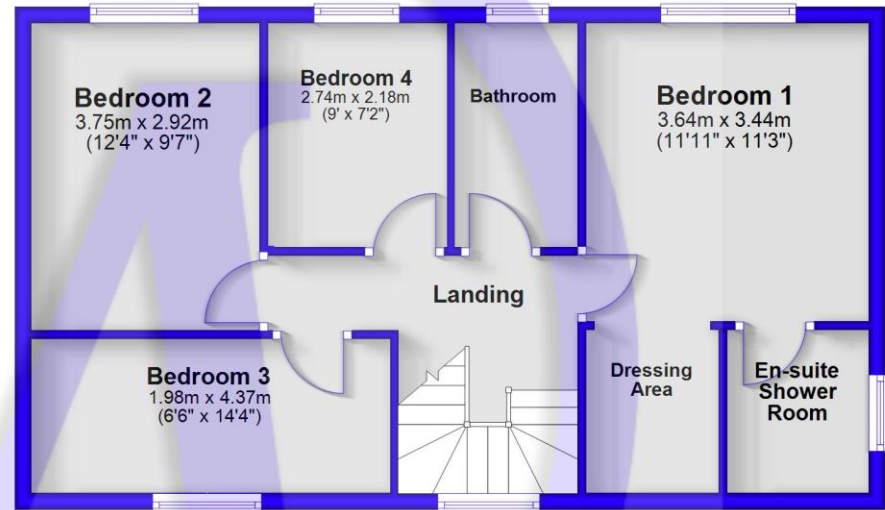 Bedroom 2
3.75m x 2.92m
(12'4" x 9'7")
Bedroom 4
2.74m x 2.18m
(9' x 7'2")
Bathroom
Bedroom 1
3.64m x 3.44m
(11'11" x 11'3")
Landing
Bedroom 3
1.98m x 4.37m
(6'6" x 14'4")
Dressing
Area
En-suite
Shower
Room